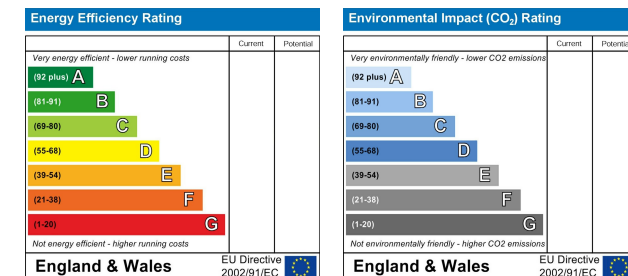 Energy Efficiency Rating
Current Potential
Very energy efficient - lower running costs
(92 plus) A
(81-91) B
(69-80) C
(55-68) D
(39-54) E
(21-38) F
(1-20) G
Not energy efficient - higher running costs
England & Wales
EU Directive
2002/91/EC
Environmental Impact (CO₂) Rating
Current Potentia
Very environmentally friendly - lower CO2 emissions
(92 plus) A
(81-91) B
(69-80) C
(55-68) D
(39-54) E
(21-38) F
(1-20) G
Not environmentally friendly - higher CO2 emissions
England & Wales
EU Directive
2002/91/EC